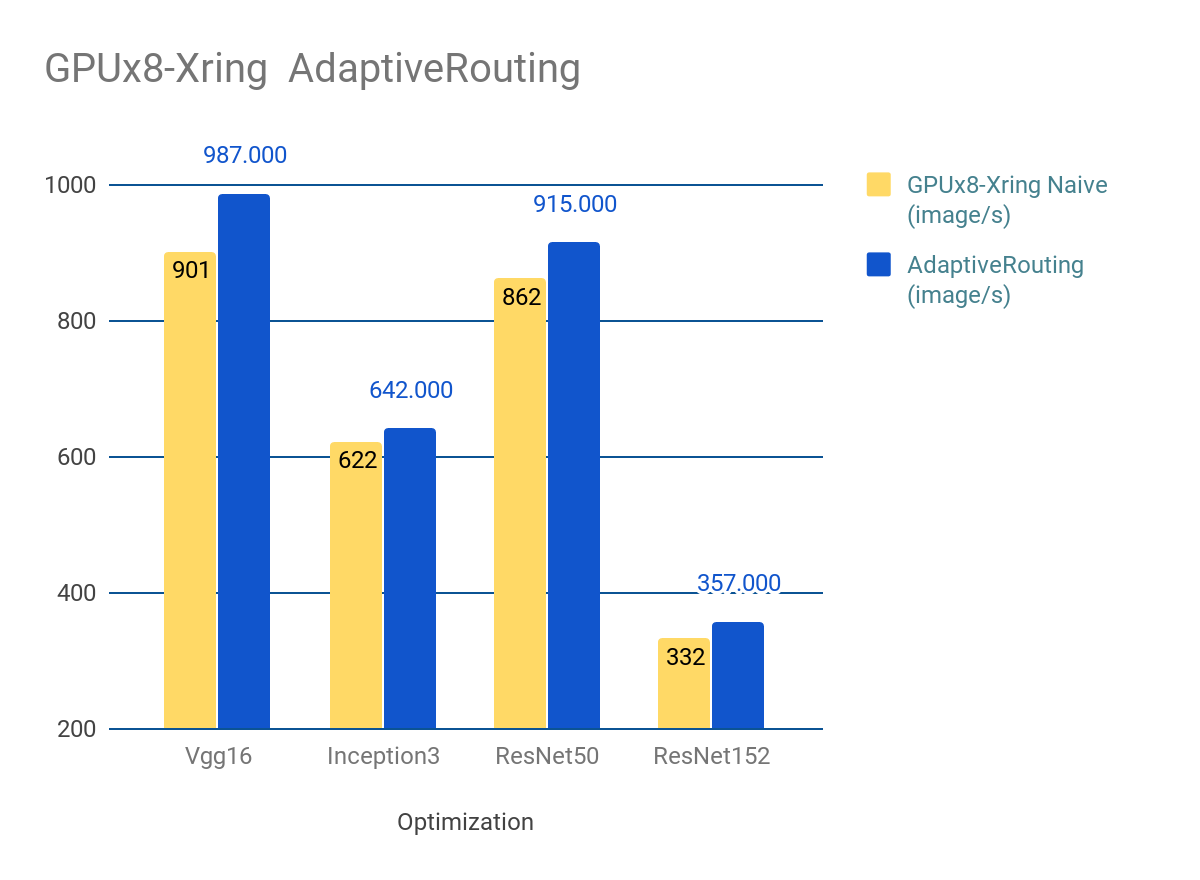 GPUx8-Xring  AdaptiveRouting
987.000
1000
915.000
GPUx8-Xring Naive
(image/s)
AdaptiveRouting
(image/s)
901
862
800
642.000
622
600
357.000
400
332
200
Vgg16
Inception3
ResNet50
ResNet152
Optimization